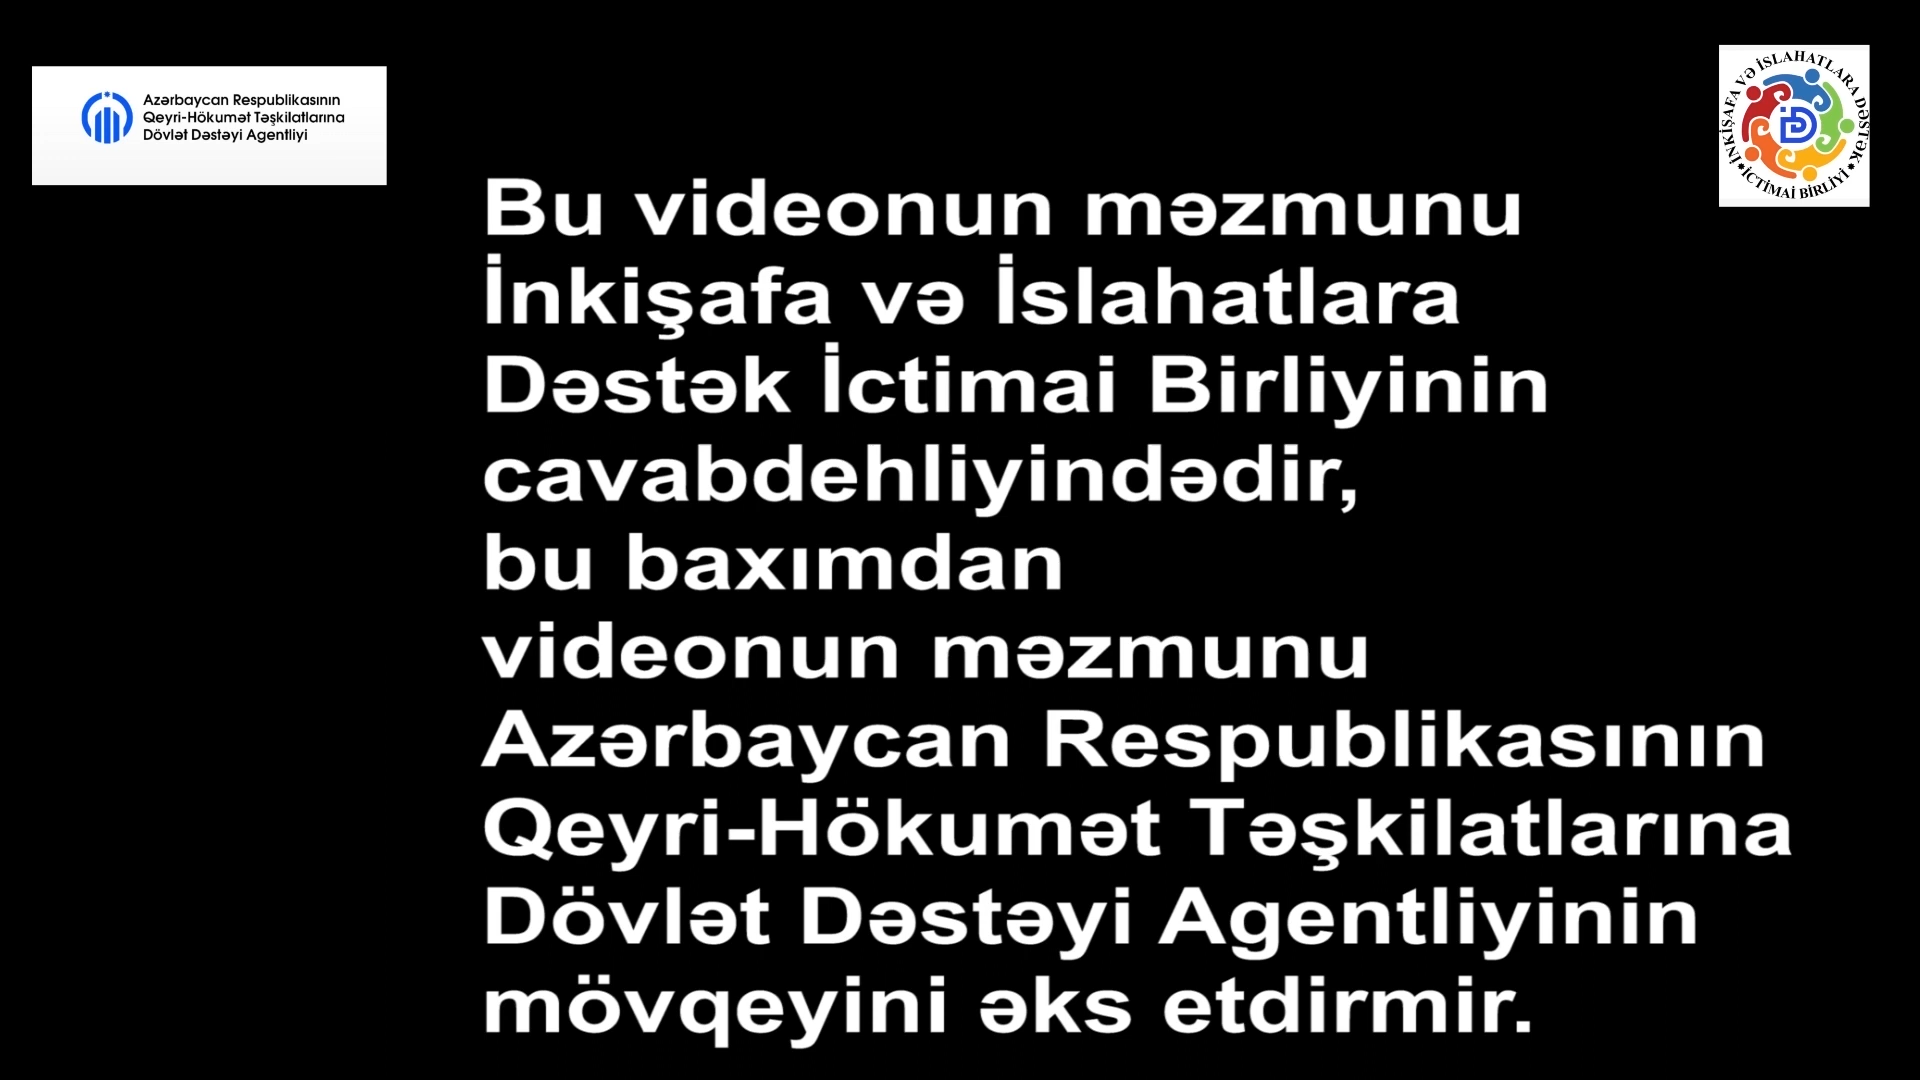 Azərbaycan Respublikasının
Qeyri-Hökumət Təşkilatlarına
Dövlət Dəstəyi Agentliyi
İNKİŞAFA VƏ İSLAHATLARA DƏSTƏK
İCTİMAİ BİRLİYİ
Bu videonun məzmunu
İnkişafa və İslahatlara
Dəstək İctimai Birliyinin
cavabdehliyindədir,
bu baxımdan
videonun məzmunu
Azərbaycan Respublikasının
Qeyri-Hökumət Təşkilatlarına
Dövlət Dəstəyi Agentliyinin
mövqeyini əks etdirmir.